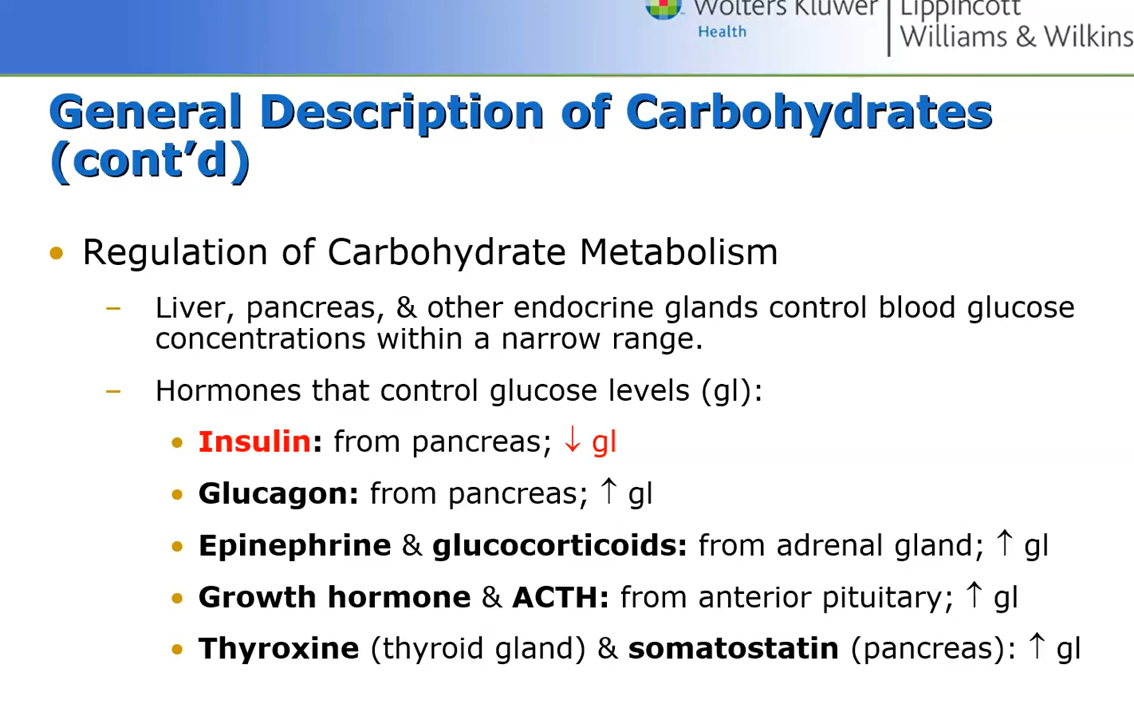 Wolters Kluwer
Health
Lippincott
Williams & Wilkins
General Description of Carbohydrates
(cont’d)
• Regulation of Carbohydrate Metabolism
– Liver, pancreas, & other endocrine glands control blood glucose
concentrations within a narrow range.
– Hormones that control glucose levels (gl):
• Insulin: from pancreas; ↓ gl
• Glucagon: from pancreas; ↑ gl
• Epinephrine & glucocorticoids: from adrenal gland; ↑ gl
• Growth hormone & ACTH: from anterior pituitary; ↑ gl
• Thyroxine (thyroid gland) & somatostatin (pancreas): ↑ gl